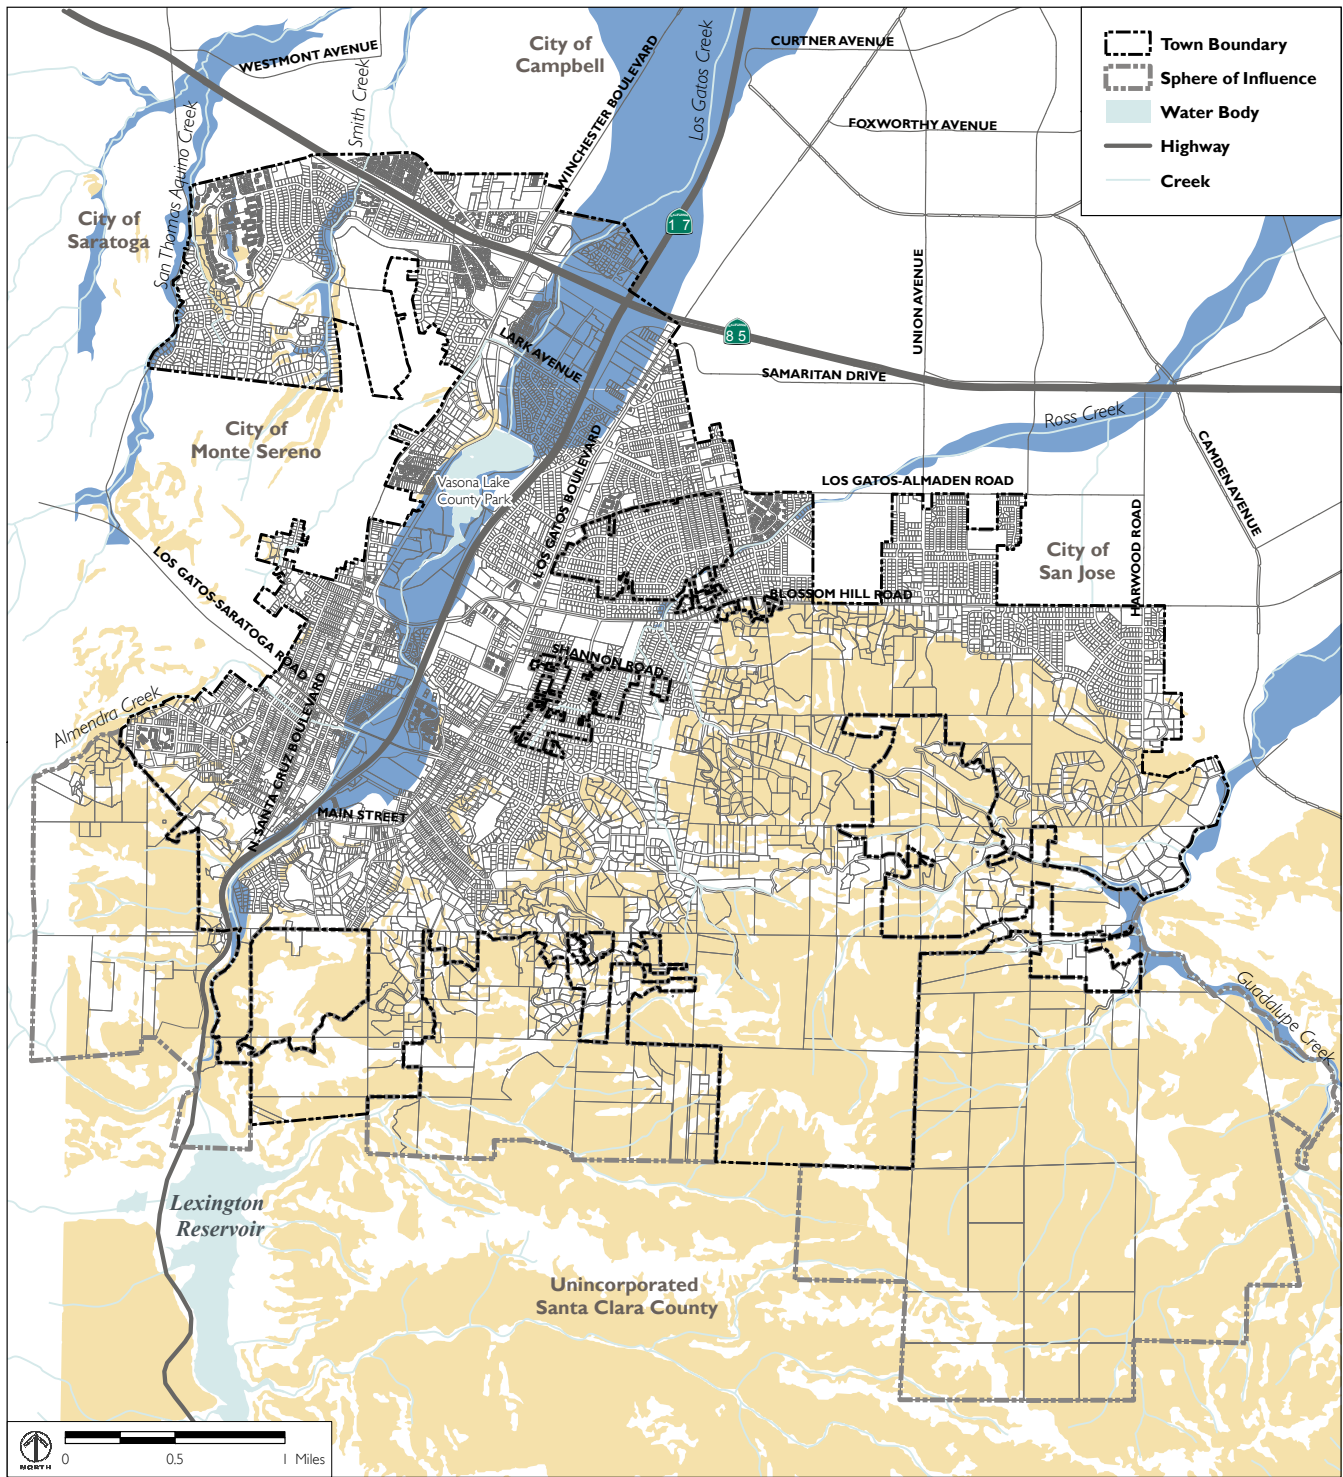 Town Boundary
Sphere of Influence
Water Body
Highway
Creek
WESTMONT AVENUE
City of
Campbell
WINCHESTER BOULEVARD
Los Gatos Creek
CURTNER AVENUE
FOXWORTHY AVENUE
Smith Creek
San Thomas Aquino Creek
City of
Saratoga
17
85
UNION AVENUE
LARK AVENUE
SAMARITAN DRIVE
Ross Creek
City of
Monte Sereno
CAMDEN AVENUE
Vasona Lake
County Park
LOS GATOS BOULEVARD
LOS GATOS-ALMADEN ROAD
HARWOOD ROAD
City of
San Jose
BLOSSOM HILL ROAD
LOS GATOS-SARATOGA ROAD
SHANNON ROAD
Almendra Creek
N. SANTA CRUZ BOULEVARD
MAIN STREET
Guadalupe Creek
Lexington
Reservoir
Unincorporated
Santa Clara County
NORTH
0 0.5 1 Miles